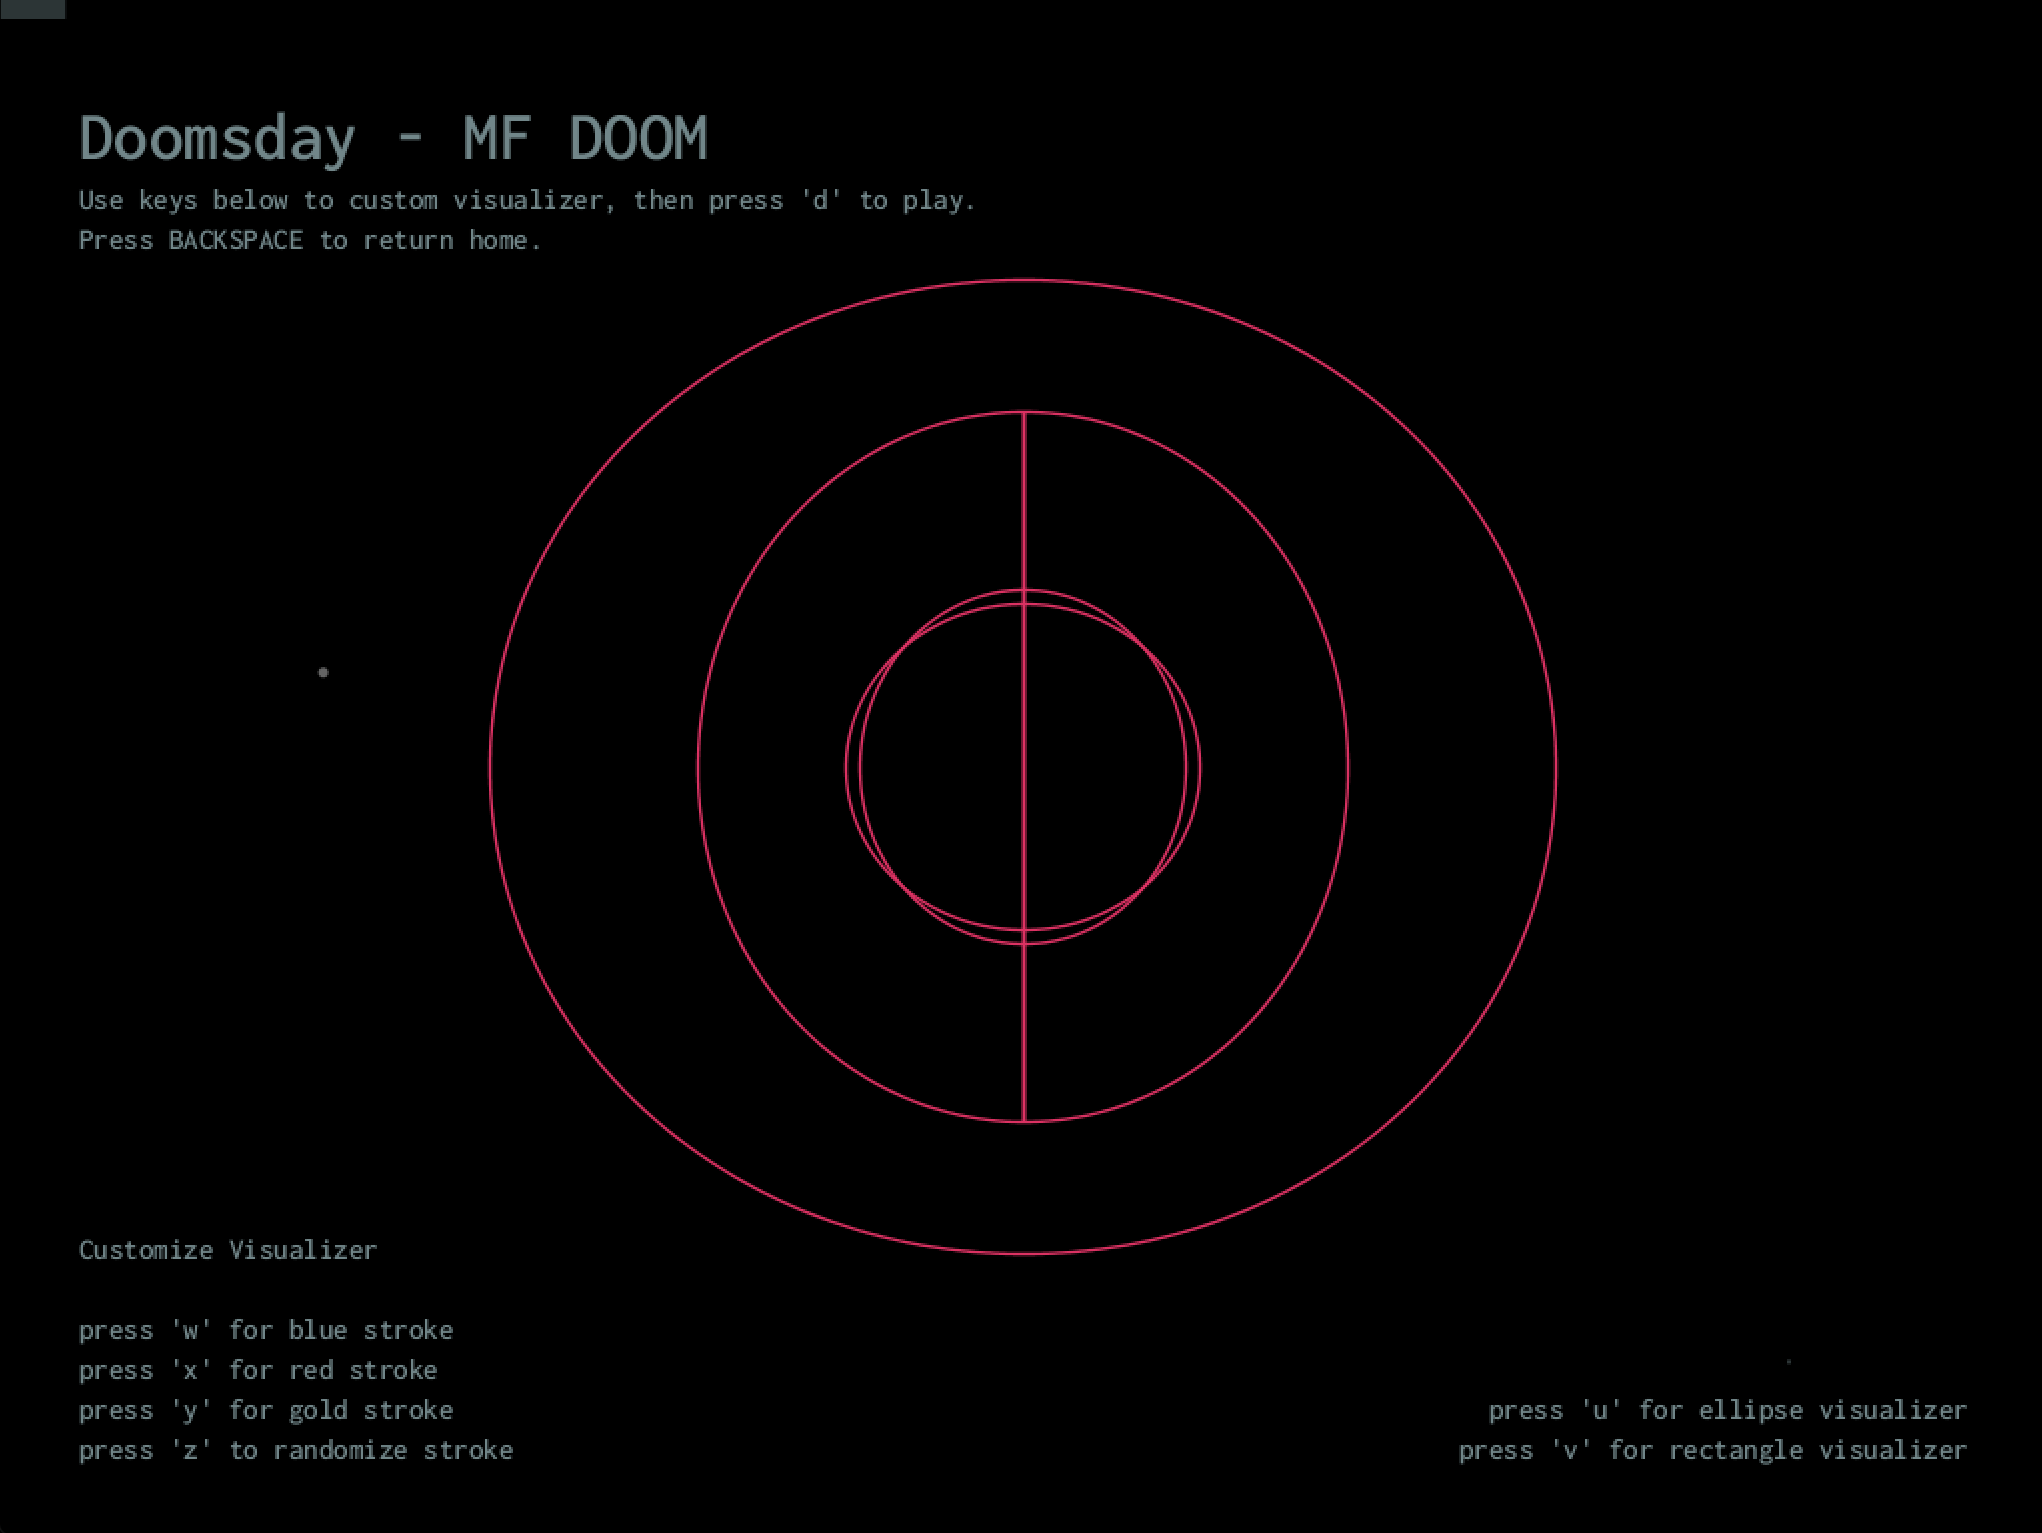 Doomsday - MF DOOM
Use keys below to custom visualizer, then press 'd' to play.
Press BACKSPACE to return home.
Customize Visualizer
press 'w' for blue stroke
press 'x' for red stroke
press 'y' for gold stroke
press 'z' to randomize stroke
press 'u' for ellipse visualizer
press 'v' for rectangle visualizer